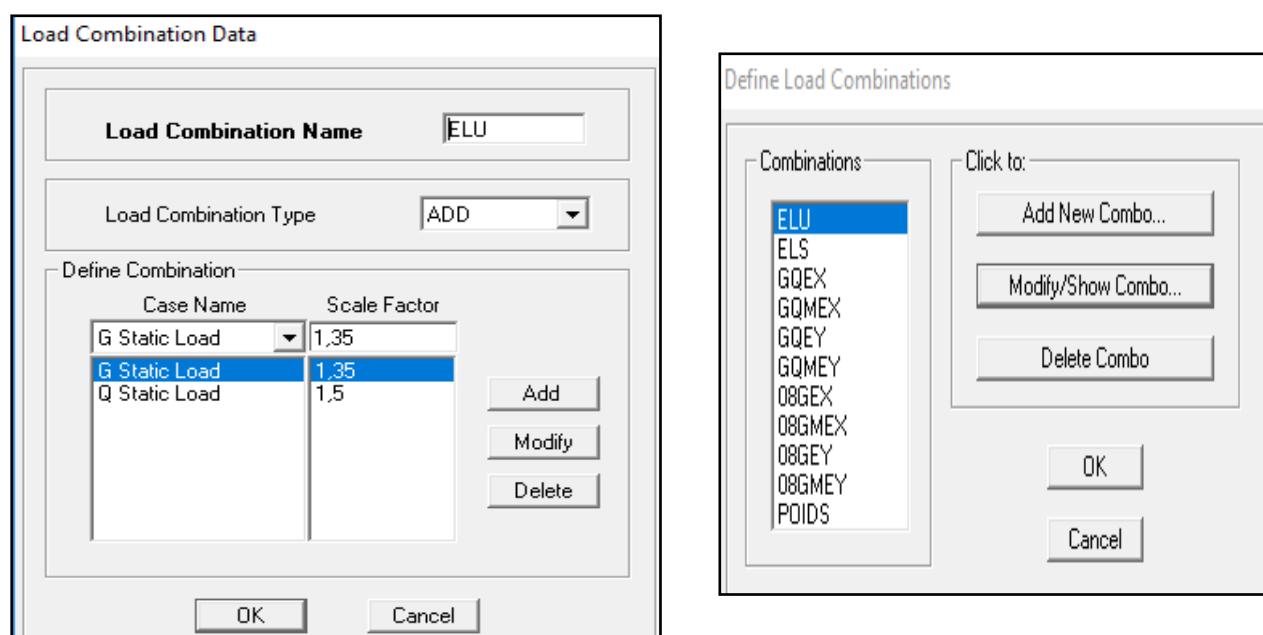 Load Combination Data
Load Combination Name ELU
Load Combination Type ADD
Define Combination
Case Name Scale Factor
G Static Load 1,35
G Static Load 1,35
Q Static Load 1,5
Add
Modify
Delete
OK Cancel
Define Load Combinations
Combinations
ELU
ELS
GQEX
GQMEX
GQEY
GQMEY
08GEX
08GMEX
08GEY
08GMEY
POIDS
Click to:
Add New Combo...
Modify/Show Combo...
Delete Combo
OK
Cancel